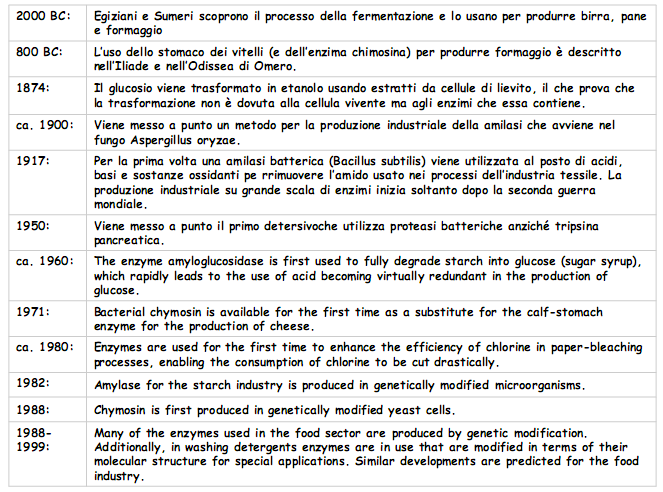 2000 BC: Egiziani e Sumeri scoprono il processo della fermentazione e lo usano per produrre birra, pane
e formaggio
800 BC: L'uso dello stomaco dei vitelli (e dell'enzima chimosina) per produrre formaggio è descritto
nell'Iliade e nell'Odissea di Omero.
1874: Il glucosio viene trasformato in etanolo usando estratti da cellule di lievito, il che prova che
la trasformazione non è dovuta alla cellula vivente ma agli enzimi che essa contiene.
ca. 1900: Viene messo a punto un metodo per la produzione industriale della amilasi che avviene nel
fungo Aspergillus oryzae.
1917: Per la prima volta una amilasi batterica (Bacillus subtilis) viene utilizzata al posto di acidi,
basi e sostanze ossidanti pe rrimuovere l'amido usato nei processi dell'industria tessile. La
produzione industriale su grande scala di enzimi inizia soltanto dopo la seconda guerra
mondiale.
1950: Viene messo a punto il primo detersivoche utilizza proteasi batteriche anziché tripsina
pancreatica.
ca. 1960: The enzyme amyloglucosidase is first used to fully degrade starch into glucose (sugar syrup),
which rapidly leads to the use of acid becoming virtually redundant in the production of
glucose.
1971: Bacterial chymosin is available for the first time as a substitute for the calf-stomach
enzyme for the production of cheese.
ca. 1980: Enzymes are used for the first time to enhance the efficiency of chlorine in paper-bleaching
processes, enabling the consumption of chlorine to be cut drastically.
1982: Amylase for the starch industry is produced in genetically modified microorganisms.
1988: Chymosin is first produced in genetically modified yeast cells.
1988- Many of the enzymes used in the food sector are produced by genetic modification.
1999: Additionally, in washing detergents enzymes are in use that are modified in terms of their
molecular structure for special applications. Similar developments are predicted for the food
industry.